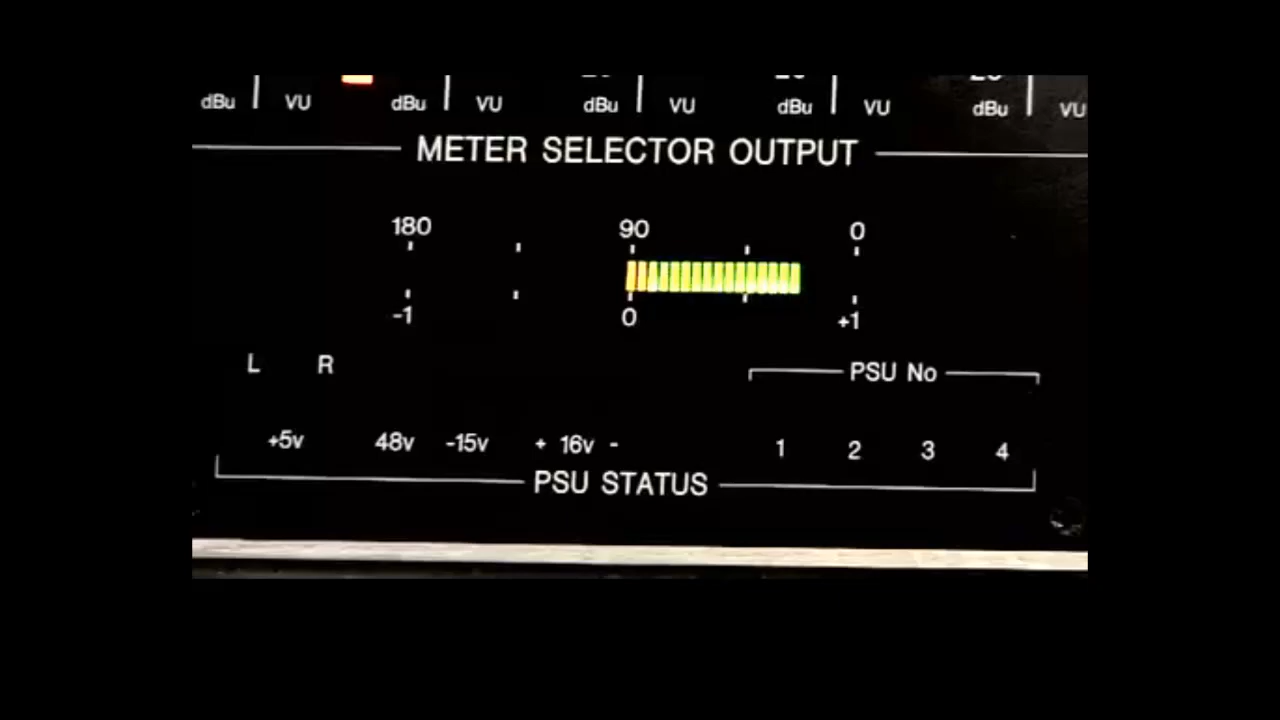 dBu VU dBu VU dBu VU dBu VU dBu VU
METER SELECTOR OUTPUT
180 90 0
-1 0 +1
L R PSU No
+5v 48v -15v + 16v - 1 2 3 4
PSU STATUS